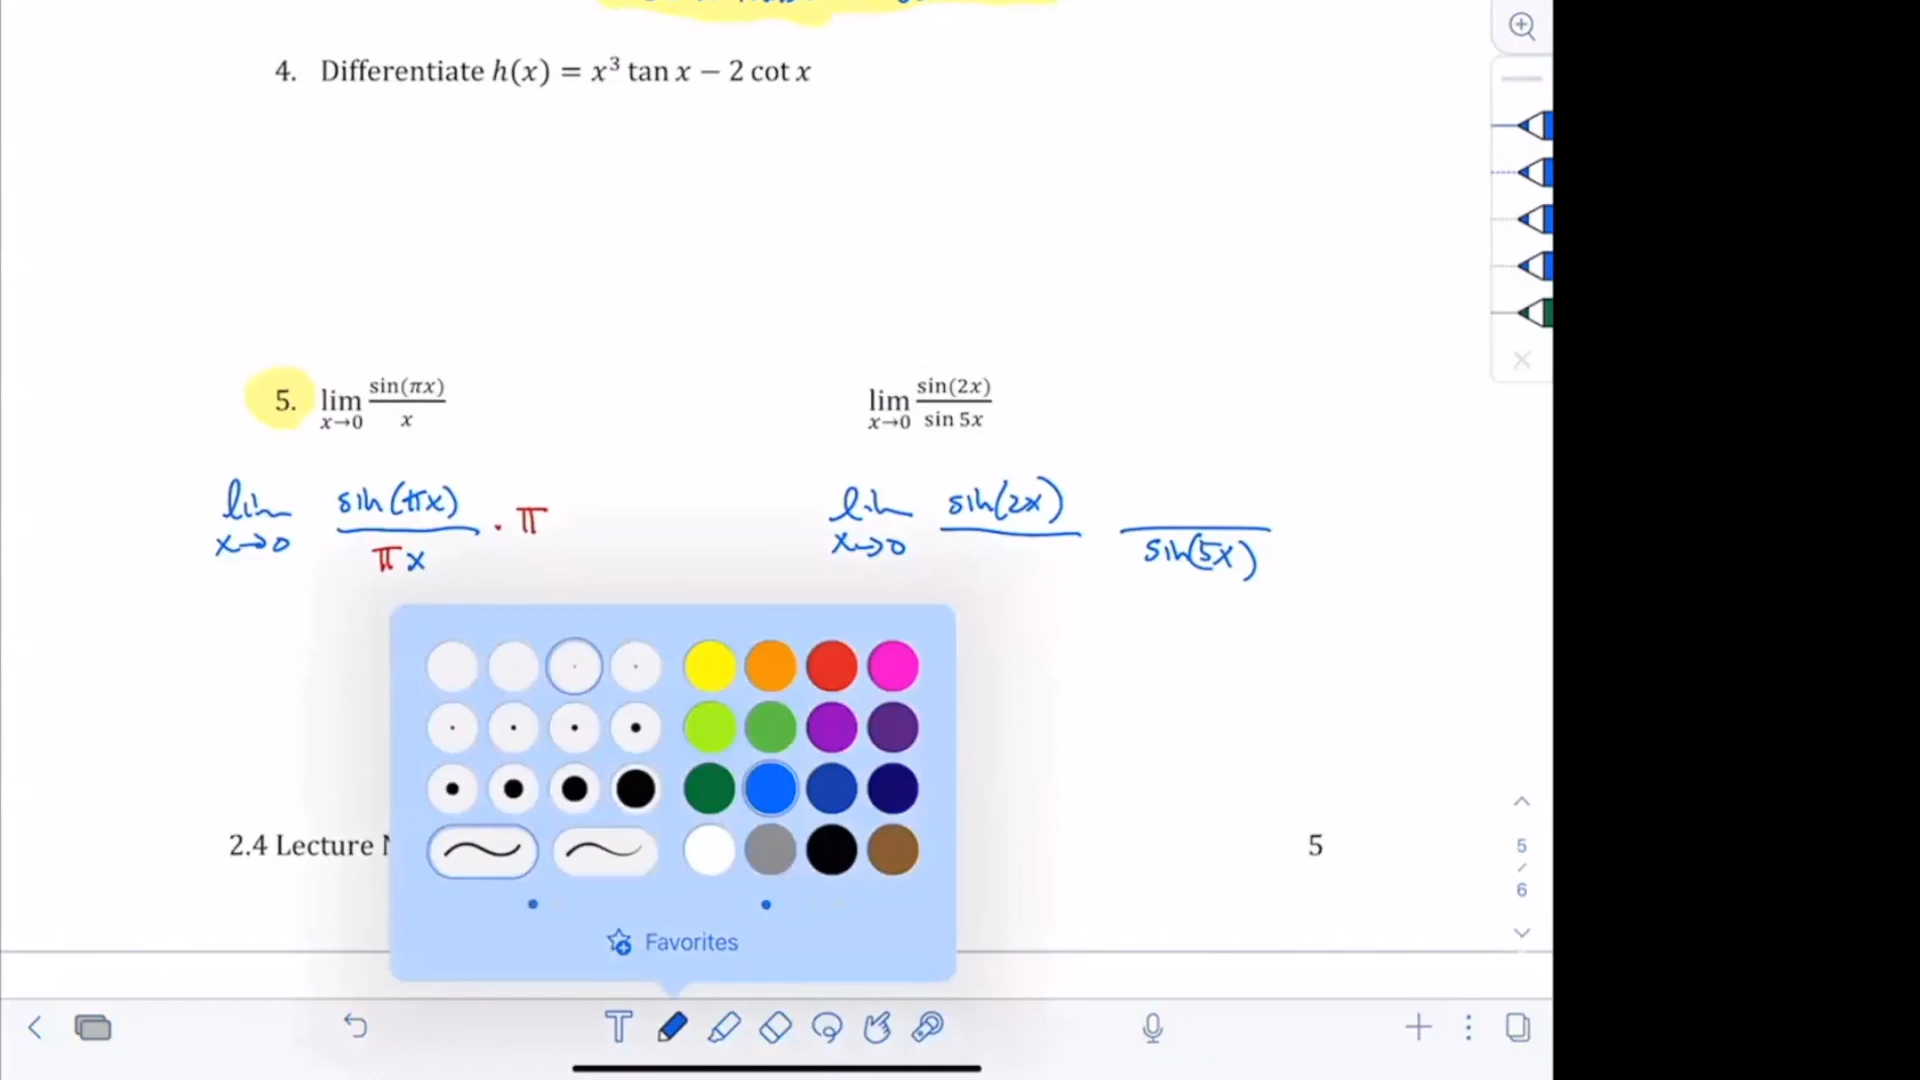 4. Differentiate h(x) = x³ tan x − 2 cot x
5. lim x→0 sin(πx)/x
lim x→0 sin(2x)/sin 5x
lim x→0 sin(πx)/πx · π
lim x→0 sin(2x)/ /sin(5x)
2.4 Lecture
5
5
/
6
Favorites
T